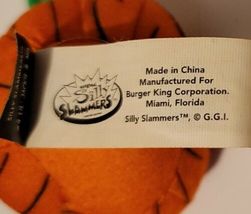 Silly
SLAMMERS
Made in China
Manufactured For
Burger King Corporation.
Miami, Florida
Silly Slammers™, © G.G.I.